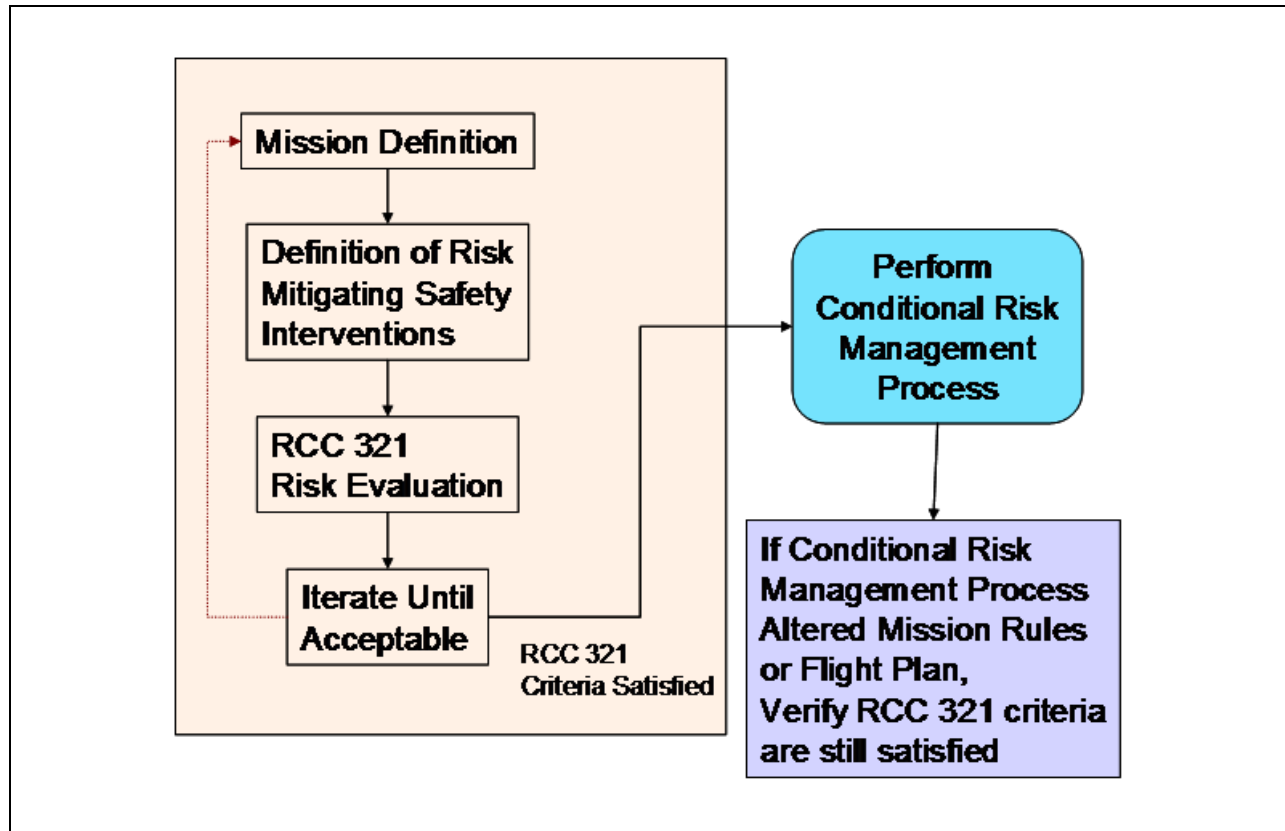 Mission Definition
Definition of Risk
Mitigating Safety
Interventions
RCC 321
Risk Evaluation
Iterate Until
Acceptable
RCC 321
Criteria Satisfied
Perform
Conditional Risk
Management
Process
If Conditional Risk
Management Process
Altered Mission Rules
or Flight Plan,
Verify RCC 321 criteria
are still satisfied